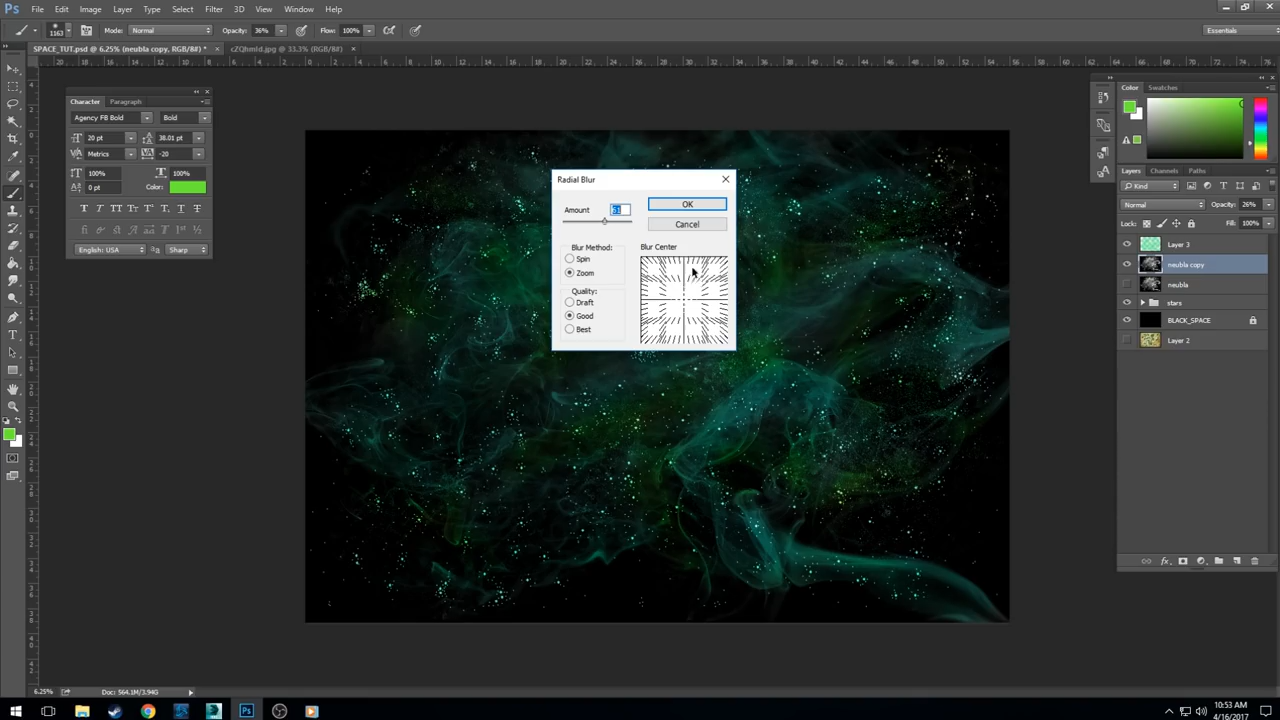 Ps File Edit Image Layer Type Select Filter 3D View Window Help
1163 Mode: Normal Opacity: 36% Flow: 100% Essentials
SPACE_TUT.psd @ 6.25% (neubla copy, RGB/8#) * × cZQhmId.jpg @ 33.3% (RGB/8#) ×
Character Paragraph
Agency FB Bold Bold
20 pt 38.01 pt
Metrics -20
100% 100%
0 pt Color:
English: USA Sharp
Radial Blur
Amount 61 OK
Cancel
Blur Method: Blur Center
Spin
Zoom
Quality:
Draft
Good
Best
Color Swatches
Layers Channels Paths
Kind
Normal Opacity: 26%
Lock: Fill: 100%
Layer 3
neubla copy
neubla
stars
BLACK_SPACE
Layer 2
6.25% Doc: 564.1M/3.94G
10:53 AM
4/16/2017